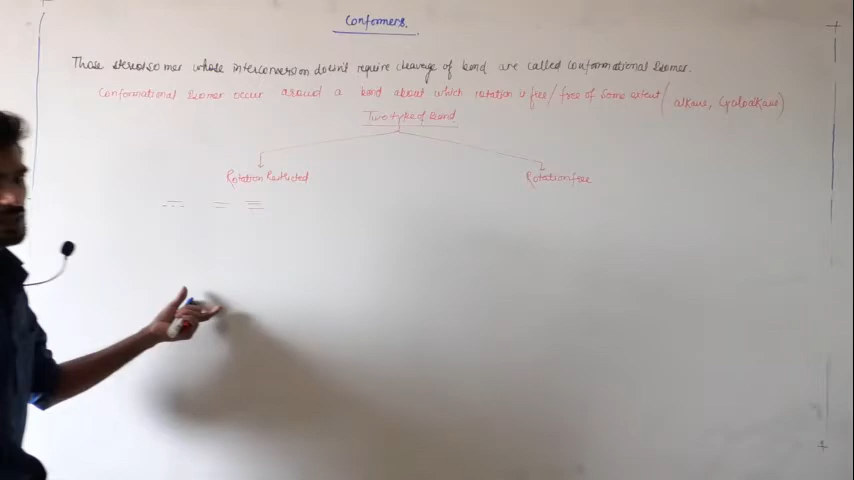 Conformers.
Those stereoisomer whose interconversion doesn't require cleavage of bond are called Conformational Isomer.
Conformational Isomer occur around a bond about which rotation is free/free of some extent (alkane, Cycloalkane)
Two type of Bond
Rotation Restricted Rotation free